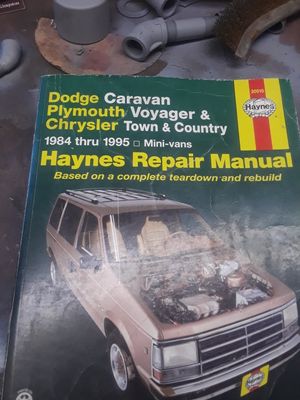 30010
Haynes
Dodge Caravan
Plymouth Voyager &
Chrysler Town & Country
1984 thru 1995 □ Mini-vans
Haynes Repair Manual
Based on a complete teardown and rebuild
Haynes